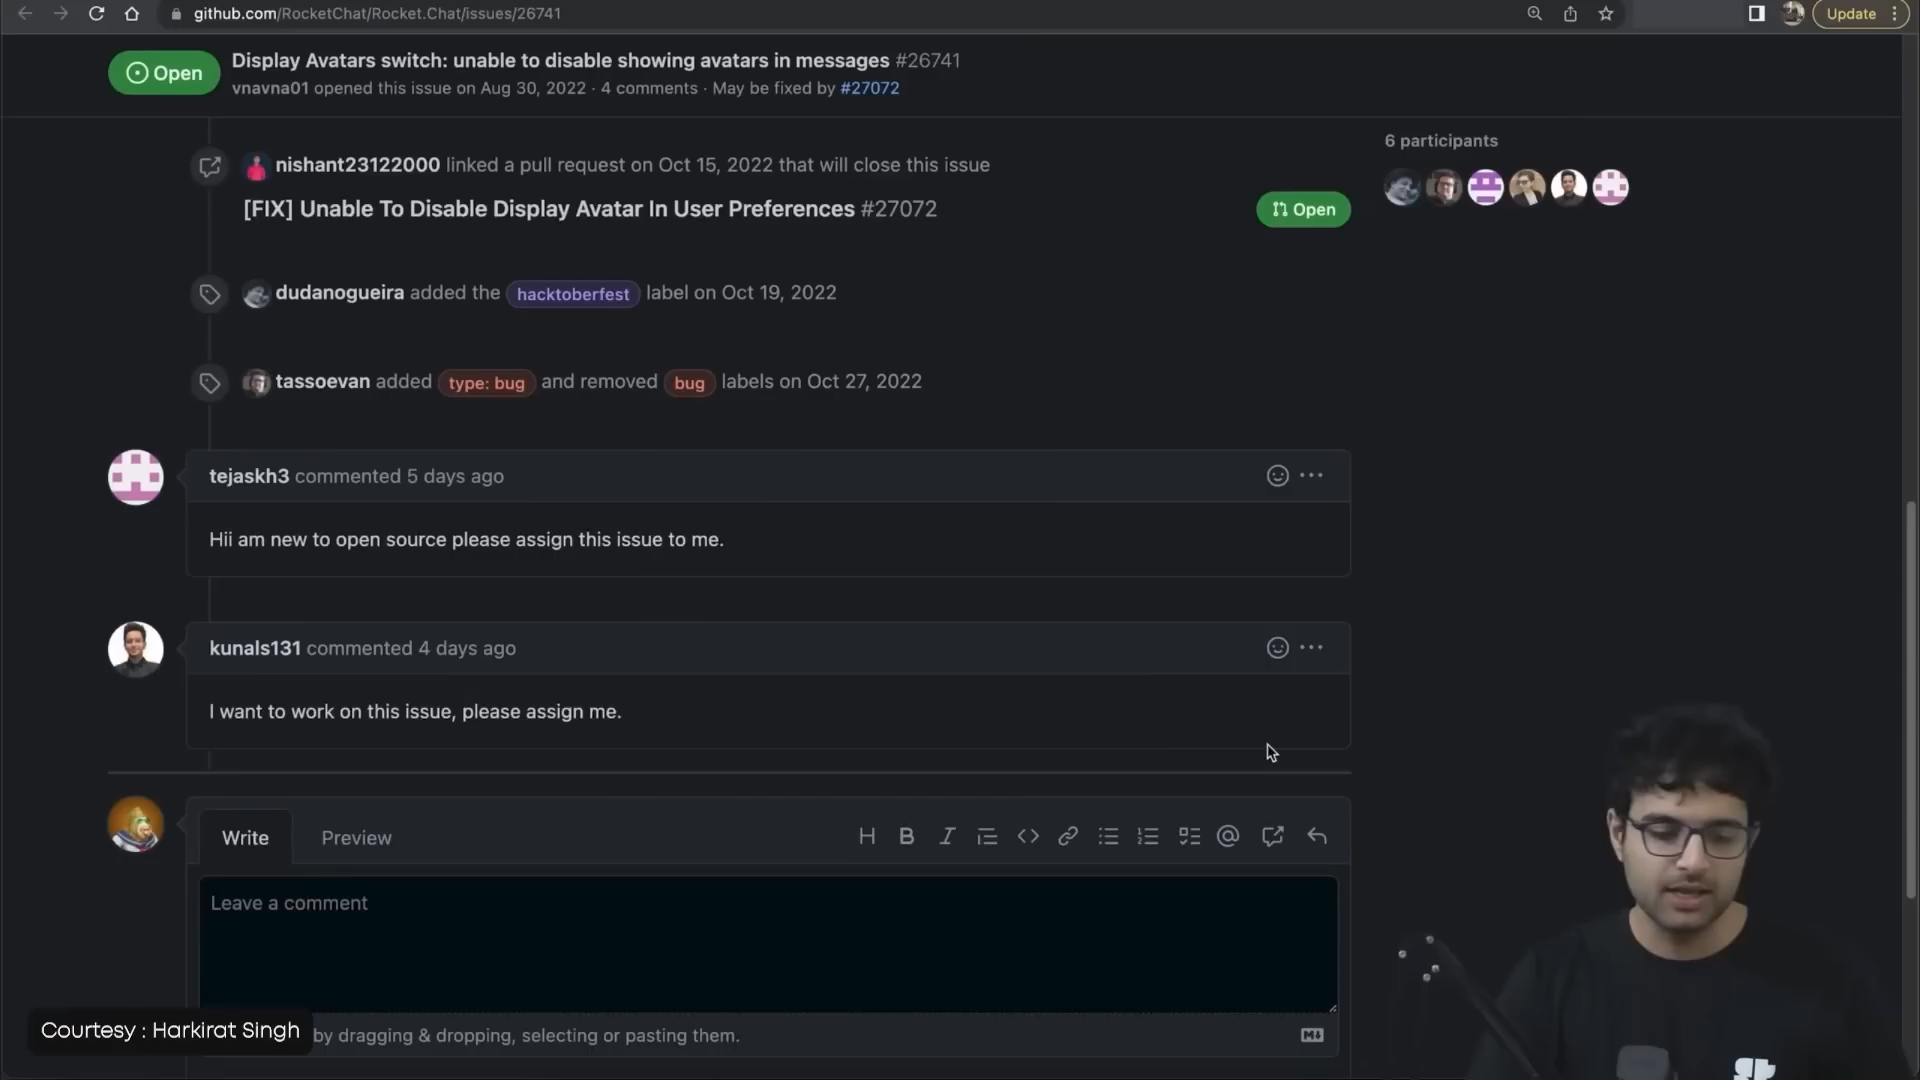 github.com/RocketChat/Rocket.Chat/issues/26741
Update
Open
Display Avatars switch: unable to disable showing avatars in messages #26741
vnavna01 opened this issue on Aug 30, 2022 · 4 comments · May be fixed by #27072
6 participants
nishant23122000 linked a pull request on Oct 15, 2022 that will close this issue
[FIX] Unable To Disable Display Avatar In User Preferences #27072
Open
dudanogueira added the hacktoberfest label on Oct 19, 2022
tassoevan added type: bug and removed bug labels on Oct 27, 2022
tejaskh3 commented 5 days ago
Hii am new to open source please assign this issue to me.
kunals131 commented 4 days ago
I want to work on this issue, please assign me.
Write Preview H B I
Leave a comment
Courtesy : Harkirat Singh
by dragging & dropping, selecting or pasting them.